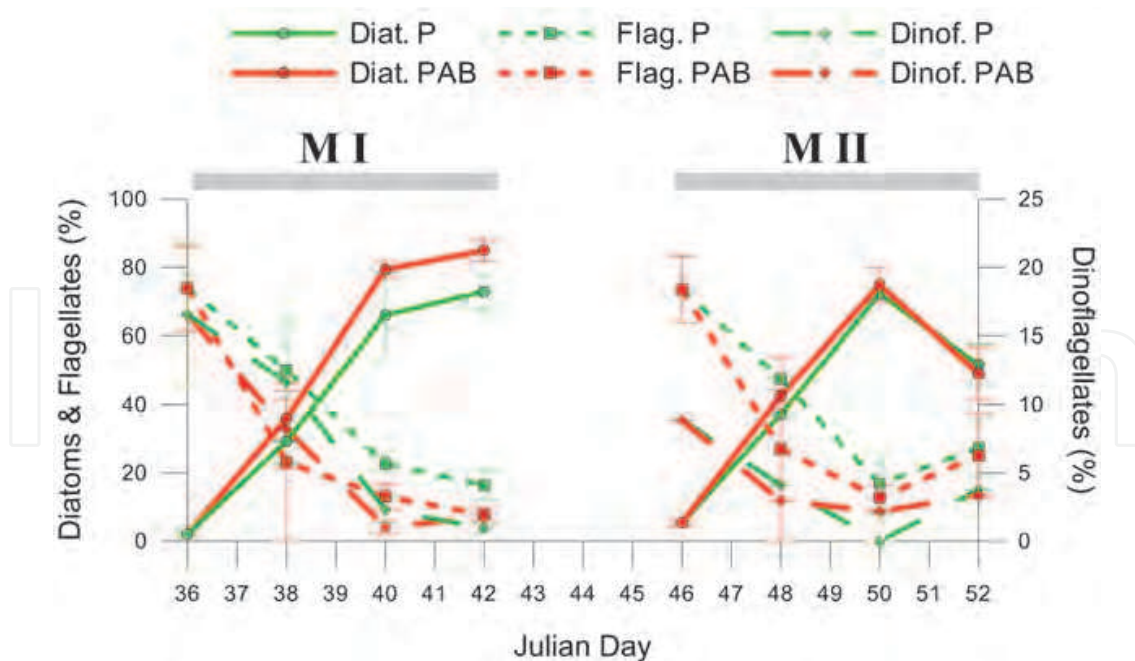 Diat. P Flag. P Dinof. P
Diat. PAB Flag. PAB Dinof. PAB
M I M II
Diatoms & Flagellates (%)
100
80
60
40
20
0
25
20
15
10
5
0
Dinoflagellates (%)
36 37 38 39 40 41 42 43 44 45 46 47 48 49 50 51 52
Julian Day